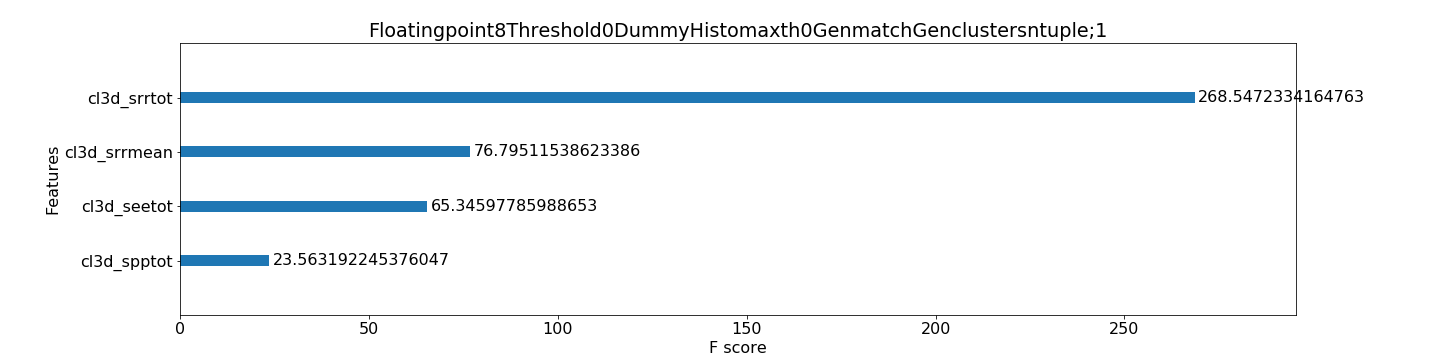 Floatingpoint8Threshold0DummyHistomaxth0GenmatchGenclustersntuple;1
cl3d_srrtot
268.5472334164763
cl3d_srrmean
76.79511538623386
cl3d_seetot
65.34597785988653
cl3d_spptot
23.563192245376047
Features
0 50 100 150 200 250
F score